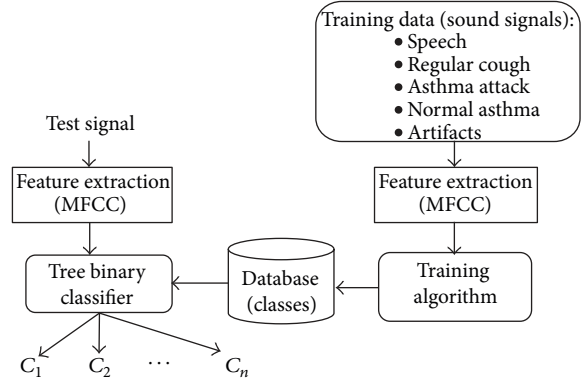 Training data (sound signals):
• Speech
• Regular cough
• Asthma attack
• Normal asthma
• Artifacts
Test signal
Feature extraction
(MFCC)
Feature extraction
(MFCC)
Tree binary
classifier
Database
(classes)
Training
algorithm
C₁ C₂ ⋯ Cₙ